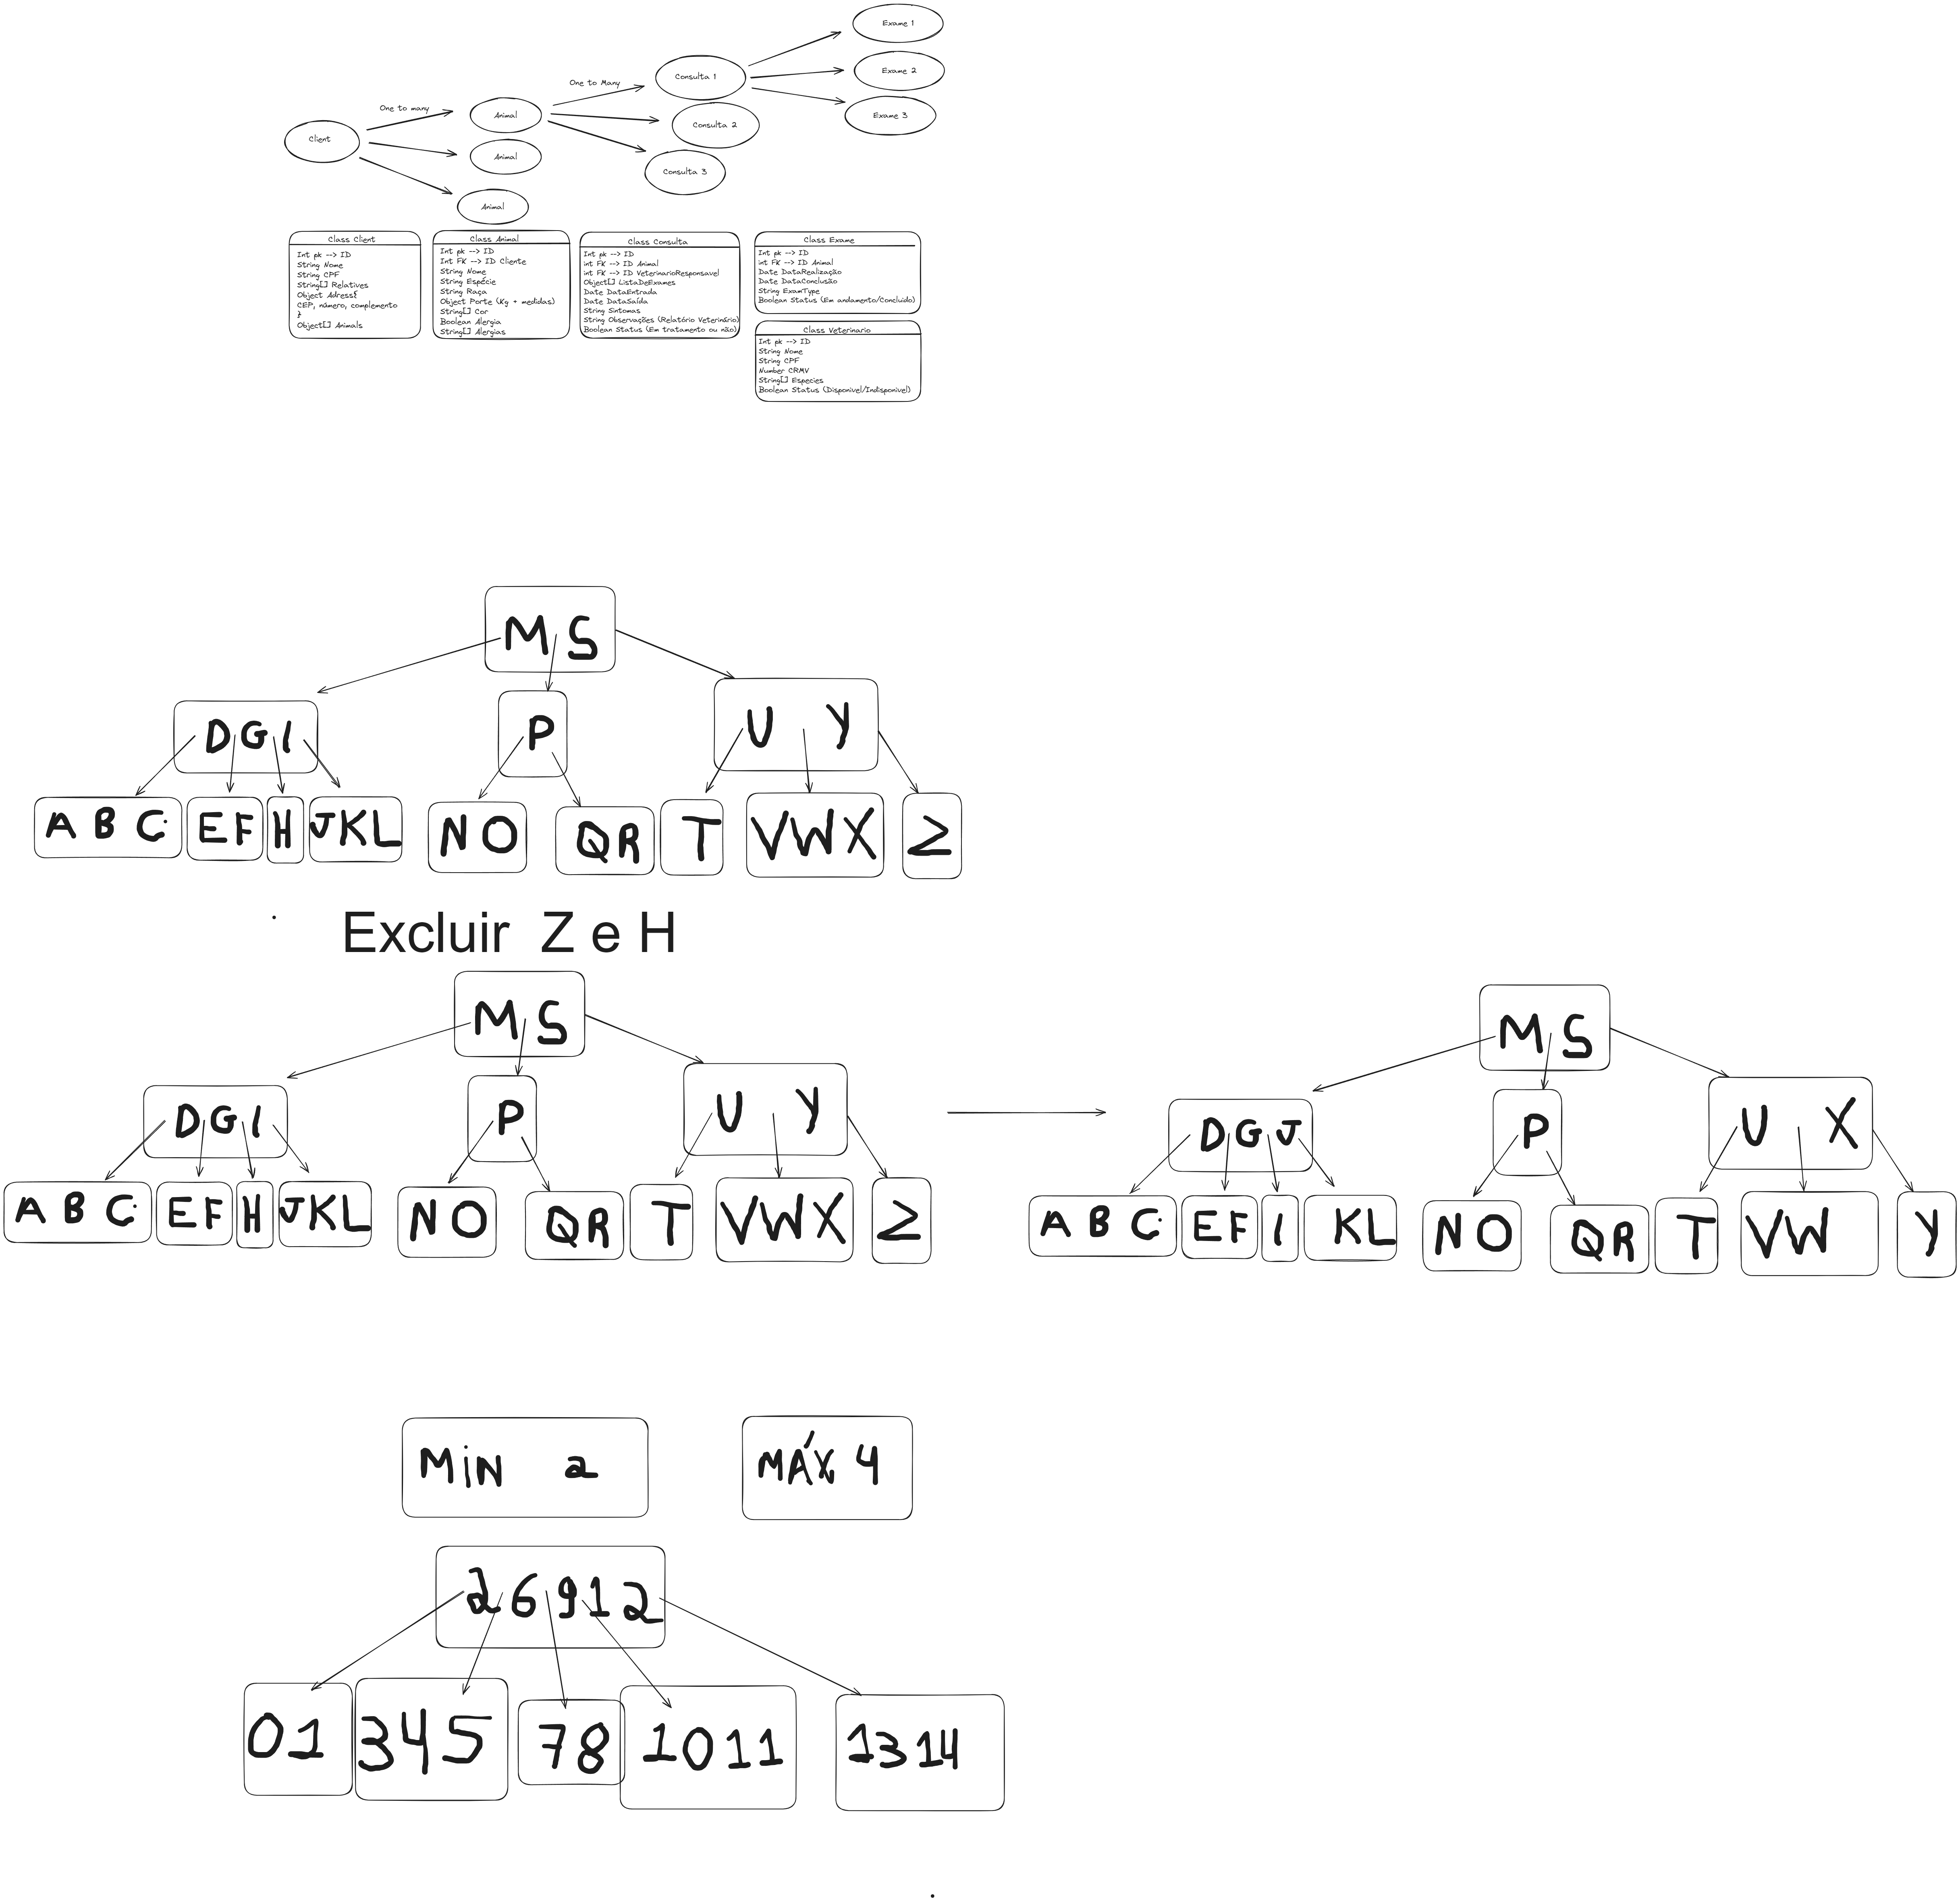 Exame 1
Exame 2
Exame 3
Consulta 1
Consulta 2
Consulta 3
One to Many
One to many
Animal
Animal
Animal
Client
Class Client
Int pk --> ID
String Nome
String CPF
String[] Relatives
Object Adress{
CEP, número, complemento
}
Object[] Animals
Class Animal
Int pk --> ID
Int FK --> ID Cliente
String Nome
String Espécie
String Raça
Object Porte (Kg + medidas)
String[] Cor
Boolean Alergia
String[] Alergias
Class Consulta
Int pk --> ID
int FK --> ID Animal
int FK --> ID VeterinarioResponsavel
Object[] ListaDeExames
Date DataEntrada
Date DataSaída
String Sintomas
String Observações (Relatório Veterinário)
Boolean Status (Em tratamento ou não)
Class Exame
Int pk --> ID
int FK --> ID Animal
Date DataRealização
Date DataConclusão
String ExamType
Boolean Status (Em andamento/Concluído)
Class Veterinario
Int pk --> ID
String Nome
String CPF
Number CRMV
String[] Especies
Boolean Status (Disponivel/Indisponivel)
M S
D G I
P
U Y
A B C
E F
H
J K L
N O
Q R
T
V W X
Z
Excluir Z e H
M S
D G I
P
U Y
A B C
E F
H
J K L
N O
Q R
T
V W X
Z
M S
D G J
P
U X
A B C
E F
I
K L
N O
Q R
T
V W
Y
MiN 2
MÁX 4
2 6 9 12
0 1
3 4 5
7 8
10 11
13 14